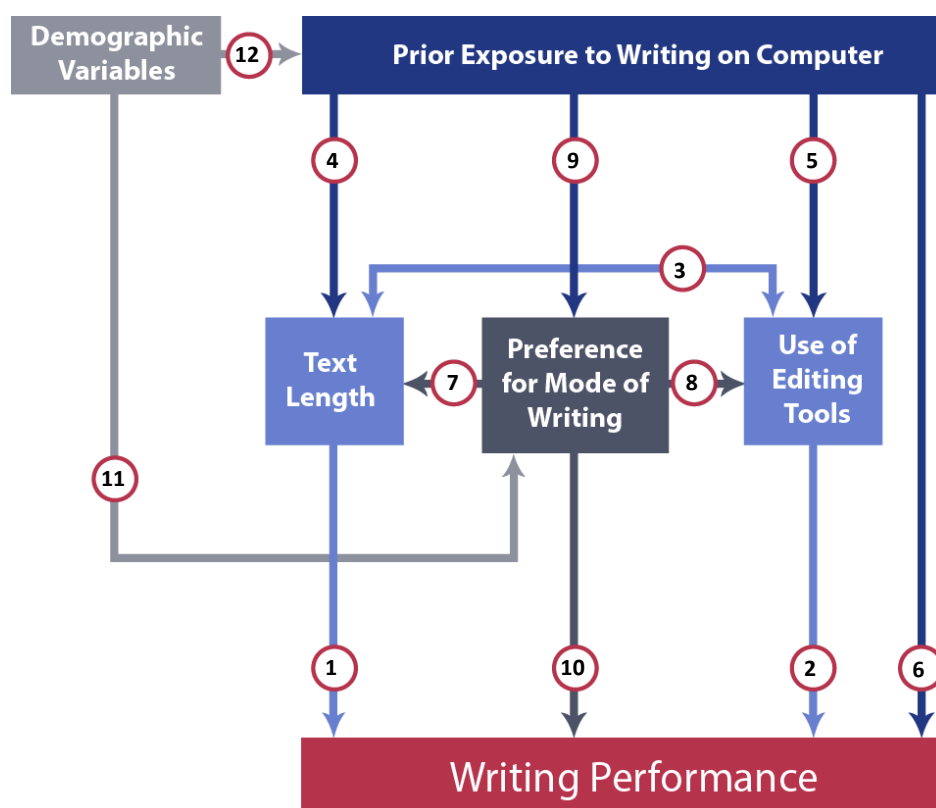 Demographic
Variables
12
Prior Exposure to Writing on Computer
4
9
5
3
Text
Length
7
Preference
for Mode of
Writing
8
Use of
Editing
Tools
11
1
10
2
6
Writing Performance